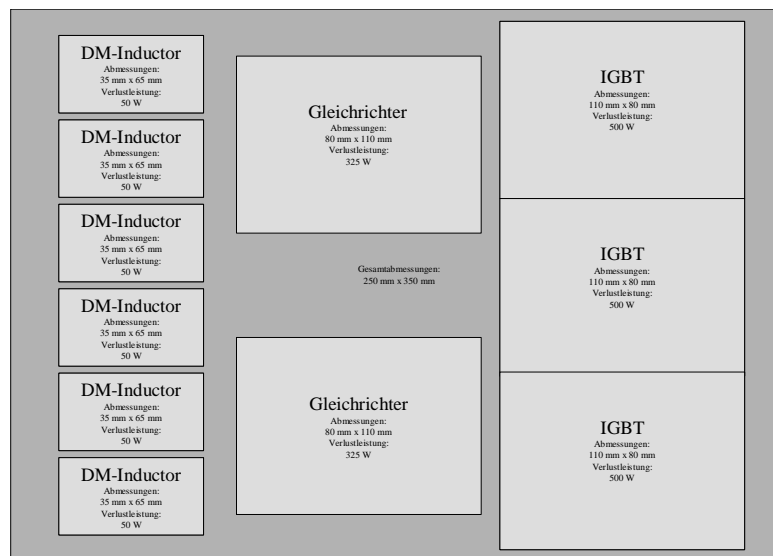 DM-Inductor
Abmessungen:
35 mm x 65 mm
Verlustleistung:
50 W
DM-Inductor
Abmessungen:
35 mm x 65 mm
Verlustleistung:
50 W
DM-Inductor
Abmessungen:
35 mm x 65 mm
Verlustleistung:
50 W
DM-Inductor
Abmessungen:
35 mm x 65 mm
Verlustleistung:
50 W
DM-Inductor
Abmessungen:
35 mm x 65 mm
Verlustleistung:
50 W
DM-Inductor
Abmessungen:
35 mm x 65 mm
Verlustleistung:
50 W
Gleichrichter
Abmessungen:
80 mm x 110 mm
Verlustleistung:
325 W
Gesamtabmessungen:
250 mm x 350 mm
Gleichrichter
Abmessungen:
80 mm x 110 mm
Verlustleistung:
325 W
IGBT
Abmessungen:
110 mm x 80 mm
Verlustleistung:
500 W
IGBT
Abmessungen:
110 mm x 80 mm
Verlustleistung:
500 W
IGBT
Abmessungen:
110 mm x 80 mm
Verlustleistung:
500 W